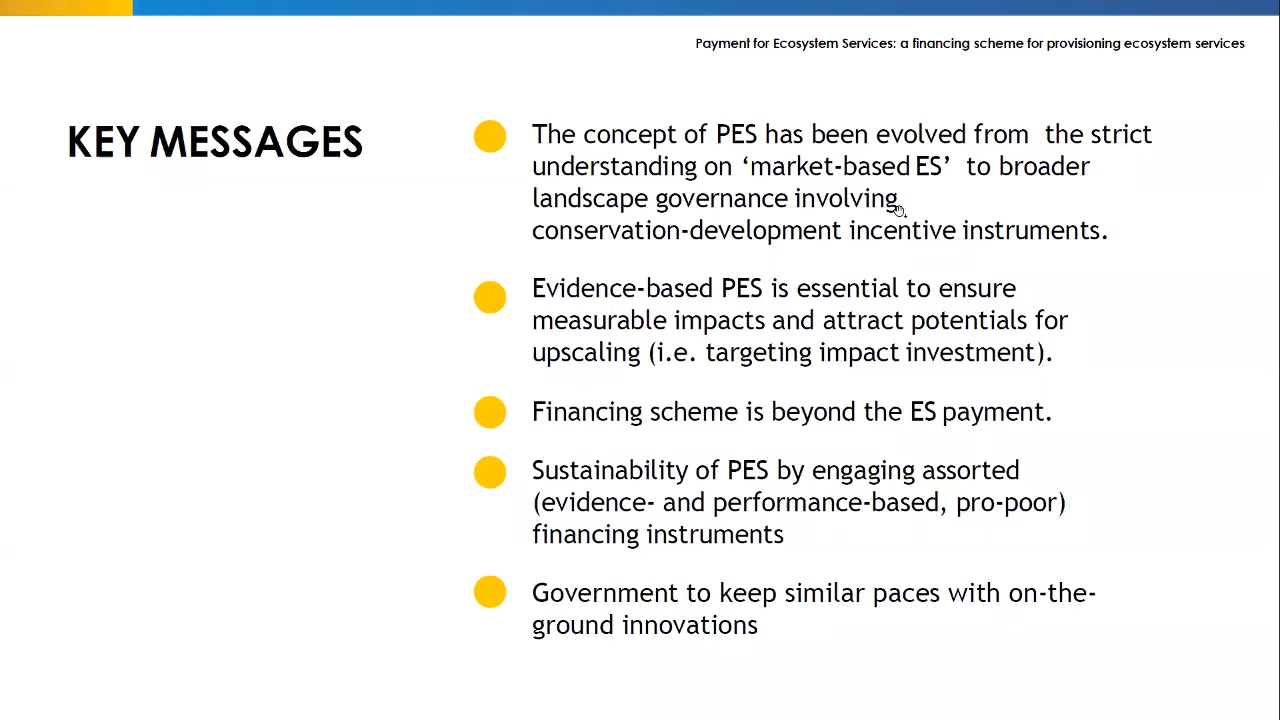 Payment for Ecosystem Services: a financing scheme for provisioning ecosystem services
KEY MESSAGES
The concept of PES has been evolved from the strict
understanding on ‘market-based ES’ to broader
landscape governance involving
conservation-development incentive instruments.
Evidence-based PES is essential to ensure
measurable impacts and attract potentials for
upscaling (i.e. targeting impact investment).
Financing scheme is beyond the ES payment.
Sustainability of PES by engaging assorted
(evidence- and performance-based, pro-poor)
financing instruments
Government to keep similar paces with on-the-
ground innovations